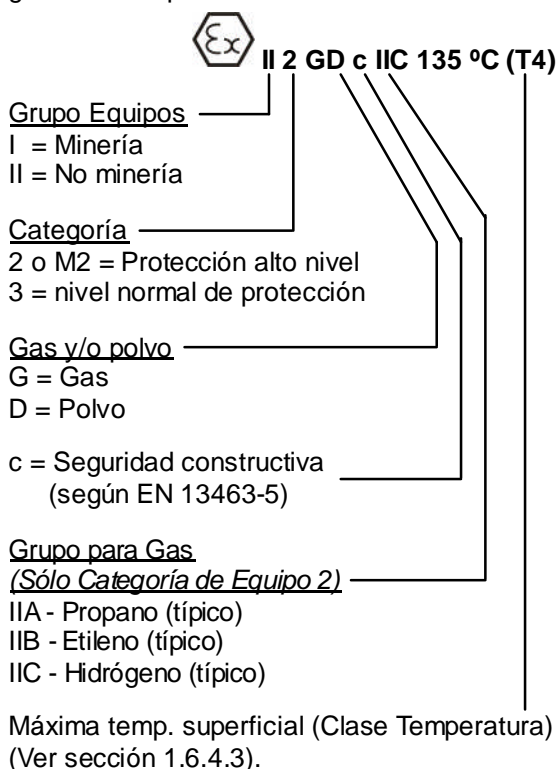 Ex II 2 GD c IIC 135 ºC (T4)
Grupo Equipos
I = Minería
II = No minería
Categoría
2 o M2 = Protección alto nivel
3 = nivel normal de protección
Gas y/o polvo
G = Gas
D = Polvo
c = Seguridad constructiva
(según EN 13463-5)
Grupo para Gas
(Sólo Categoría de Equipo 2)
IIA - Propano (típico)
IIB - Etileno (típico)
IIC - Hidrógeno (típico)
Máxima temp. superficial (Clase Temperatura)
(Ver sección 1.6.4.3).